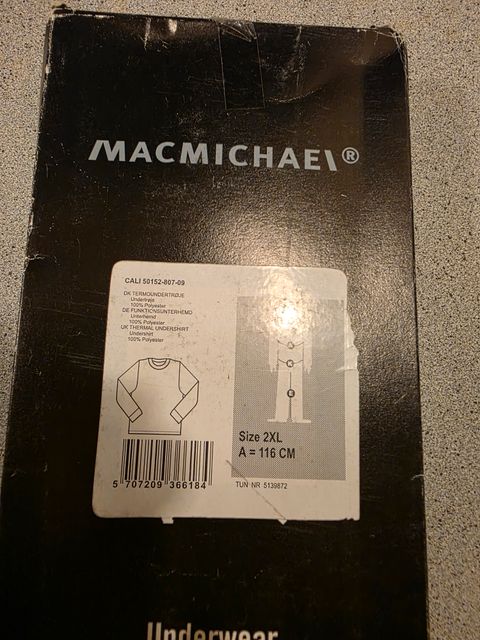 MACMICHAEL®
CALI 50152-807-09
DK TERMOUNDERTRØJE
Undertrøje
100% Polyester
DE FUNKTIONSUNTERHEMD
Unterhemd
100% Polyester
UK THERMAL UNDERSHIRT
Undershirt
100% Polyester
E
Size 2XL
A = 116 CM
5 707209 366184
TUN NR 5139872
Underwear